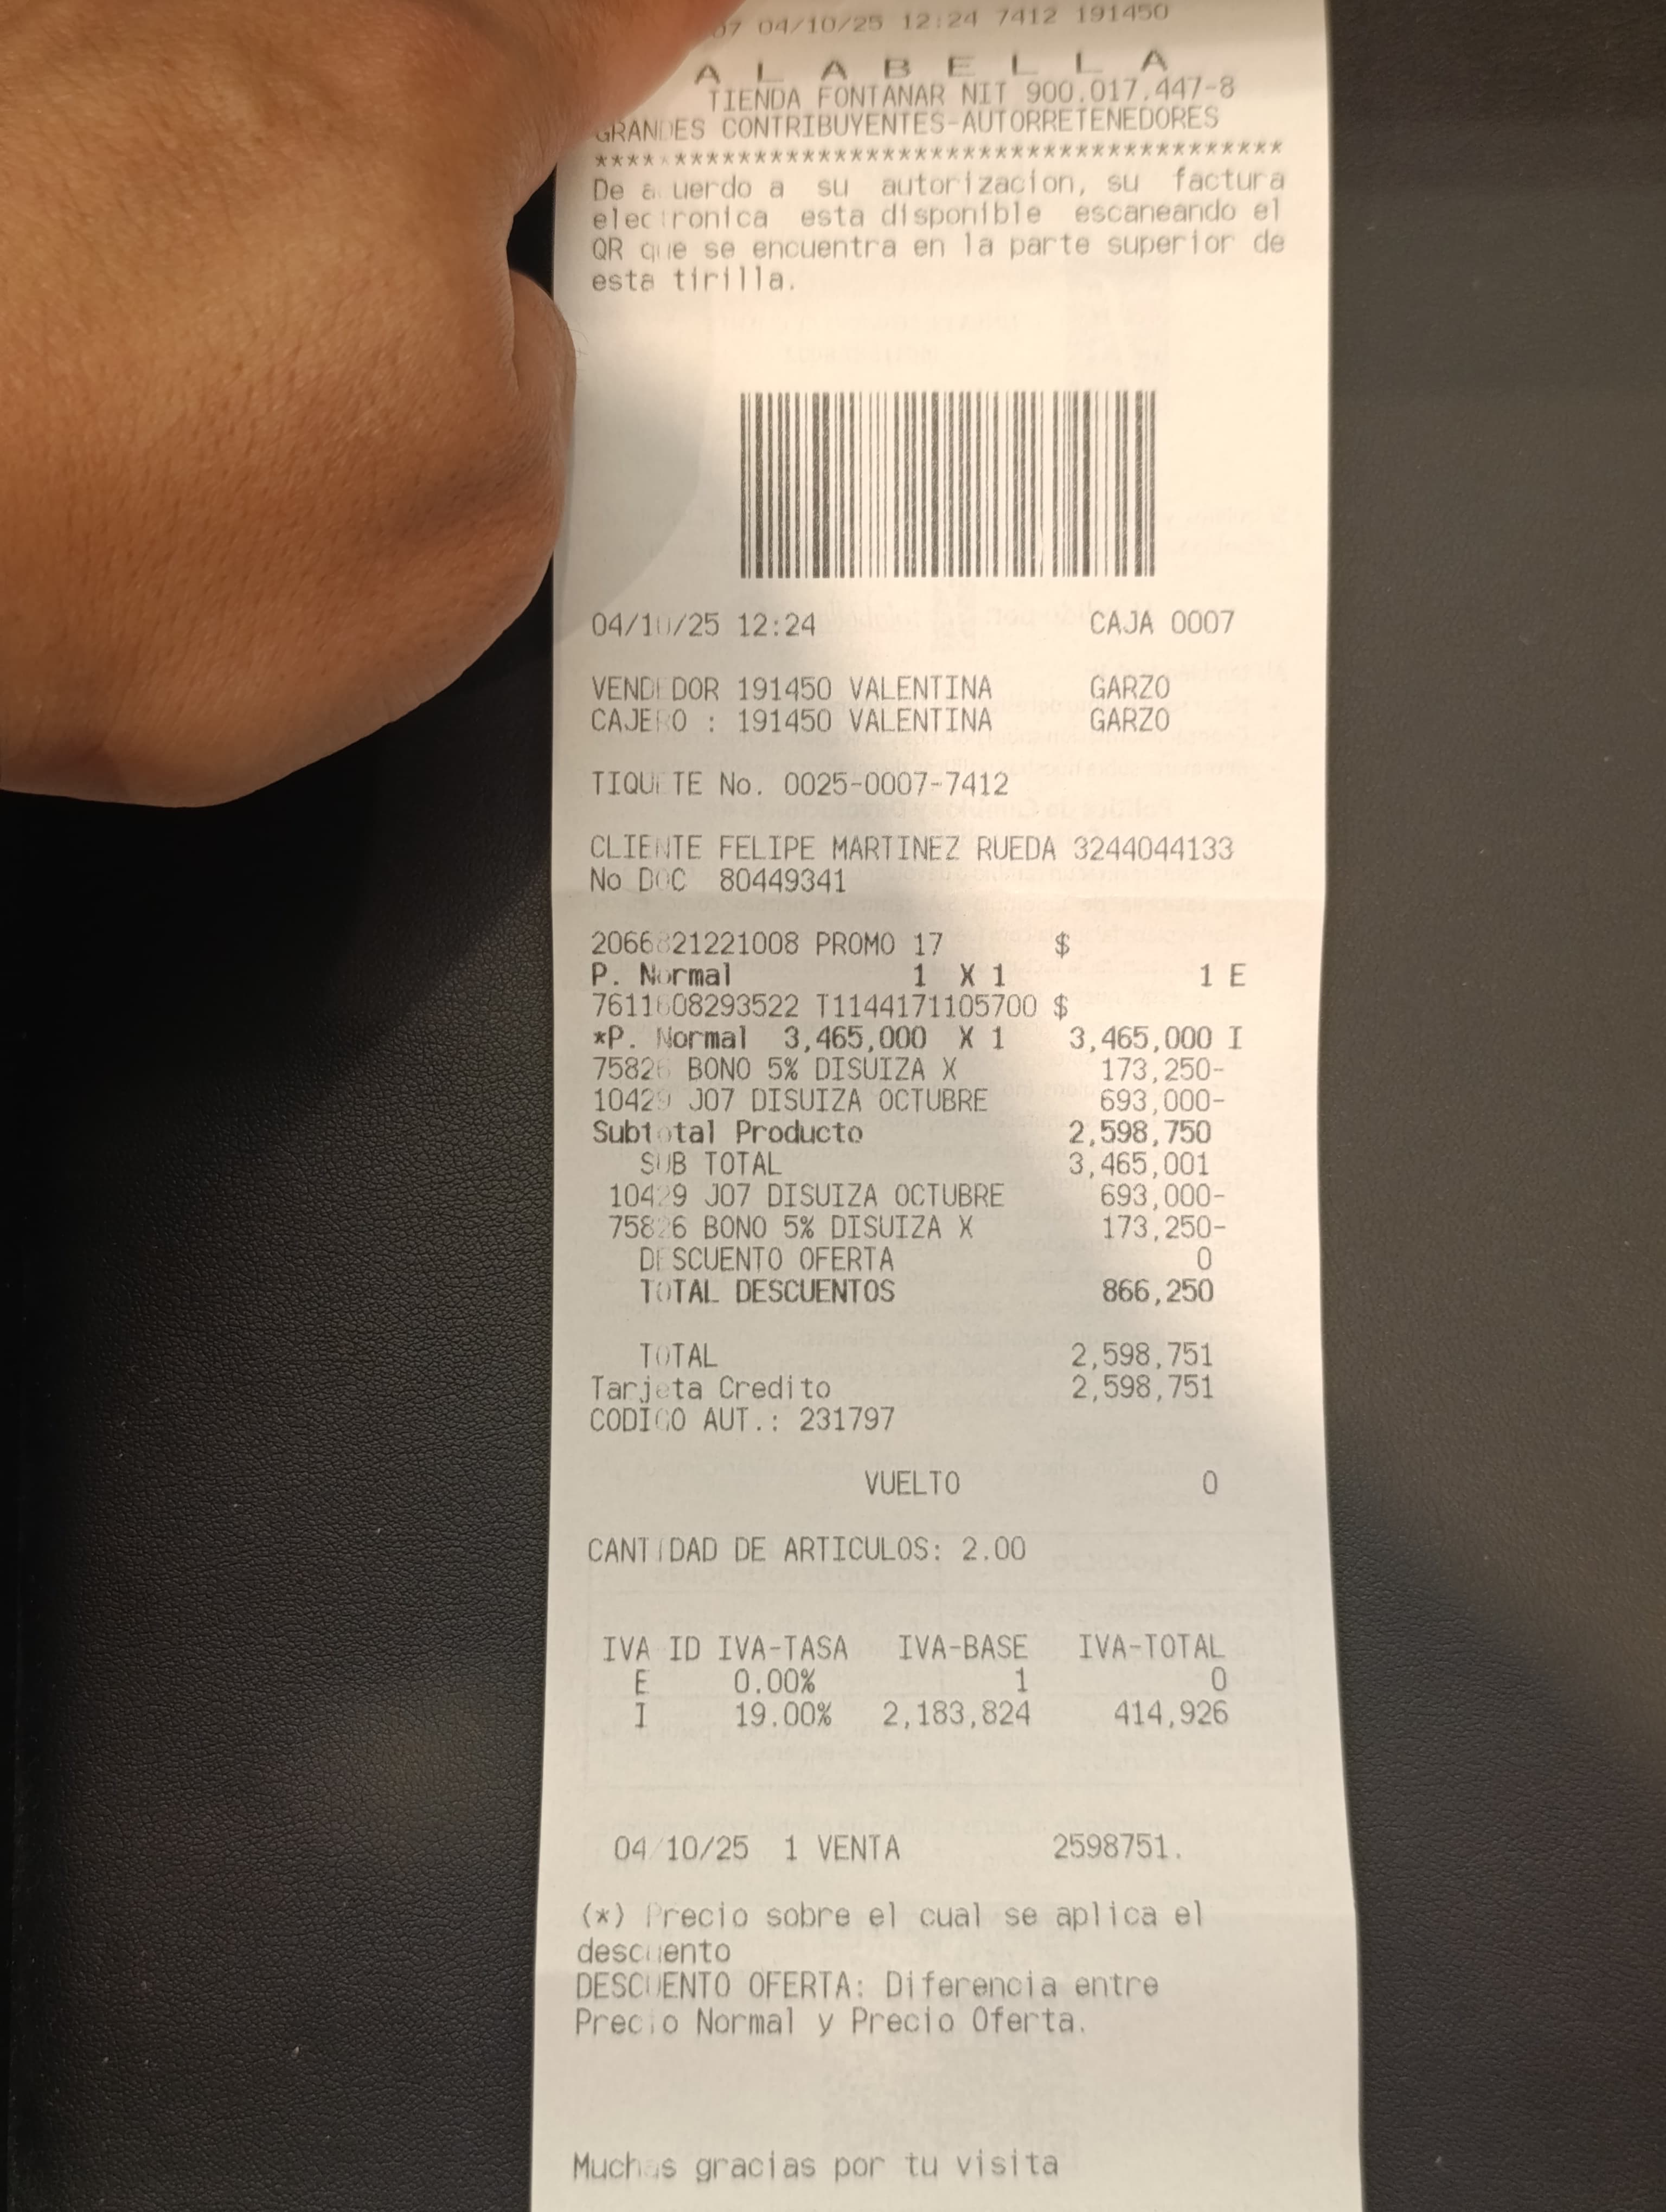 07 04/10/25 12:24 7412 191450
A L A B E L L A
TIENDA FONTANAR NIT 900.017.447-8
GRANDES CONTRIBUYENTES-AUTORRETENEDORES
*******************************************
De acuerdo a su autorizacion, su factura
electronica esta disponible escaneando el
QR que se encuentra en la parte superior de
esta tirilla.
04/10/25 12:24 CAJA 0007
VENDEDOR 191450 VALENTINA GARZO
CAJERO : 191450 VALENTINA GARZO
TIQUETE No. 0025-0007-7412
CLIENTE FELIPE MARTINEZ RUEDA 3244044133
No DOC 80449341
2066821221008 PROMO 17 $
P. Normal 1 X 1 1 E
7611608293522 T1144171105700 $
*P. Normal 3,465,000 X 1 3,465,000 I
75826 BONO 5% DISUIZA X 173,250-
10429 J07 DISUIZA OCTUBRE 693,000-
Subtotal Producto 2,598,750
SUB TOTAL 3,465,001
10429 J07 DISUIZA OCTUBRE 693,000-
75826 BONO 5% DISUIZA X 173,250-
DESCUENTO OFERTA 0
TOTAL DESCUENTOS 866,250
TOTAL 2,598,751
Tarjeta Credito 2,598,751
CODIGO AUT.: 231797
VUELTO 0
CANTIDAD DE ARTICULOS: 2.00
IVA ID IVA-TASA IVA-BASE IVA-TOTAL
E 0.00% 1 0
I 19.00% 2,183,824 414,926
04/10/25 1 VENTA 2598751.
(*) Precio sobre el cual se aplica el
descuento
DESCUENTO OFERTA: Diferencia entre
Precio Normal y Precio Oferta.
Muchas gracias por tu visita